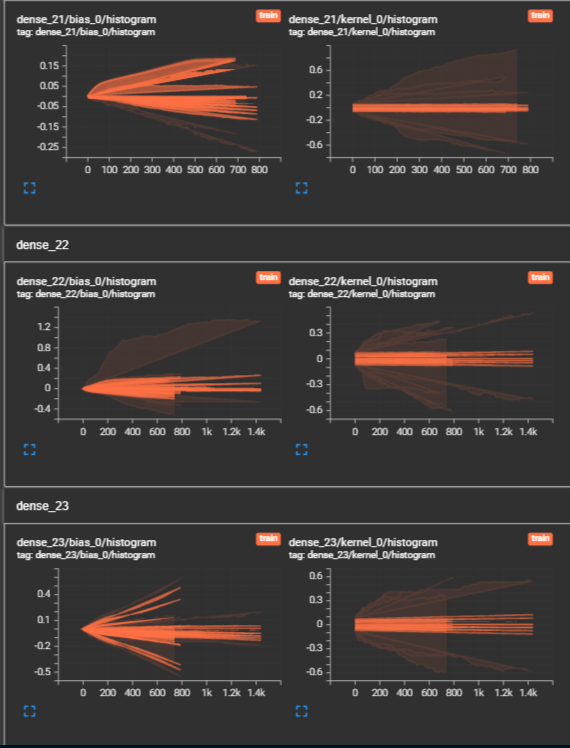 dense_21/bias_0/histogram
tag: dense_21/bias_0/histogram
train
0.15
0.05
-0.05
-0.15
-0.25
0 100 200 300 400 500 600 700 800
dense_21/kernel_0/histogram
tag: dense_21/kernel_0/histogram
train
0.6
0.2
-0.2
-0.6
0 100 200 300 400 500 600 700 800
dense_22
dense_22/bias_0/histogram
tag: dense_22/bias_0/histogram
train
1.2
0.8
0.4
0
-0.4
0 200 400 600 800 1k 1.2k 1.4k
dense_22/kernel_0/histogram
tag: dense_22/kernel_0/histogram
train
0.3
0
-0.3
-0.6
0 200 400 600 800 1k 1.2k 1.4k
dense_23
dense_23/bias_0/histogram
tag: dense_23/bias_0/histogram
train
0.4
0.1
-0.2
-0.5
0 200 400 600 800 1k 1.2k 1.4k
dense_23/kernel_0/histogram
tag: dense_23/kernel_0/histogram
train
0.6
0.3
0
-0.3
-0.6
0 200 400 600 800 1k 1.2k 1.4k